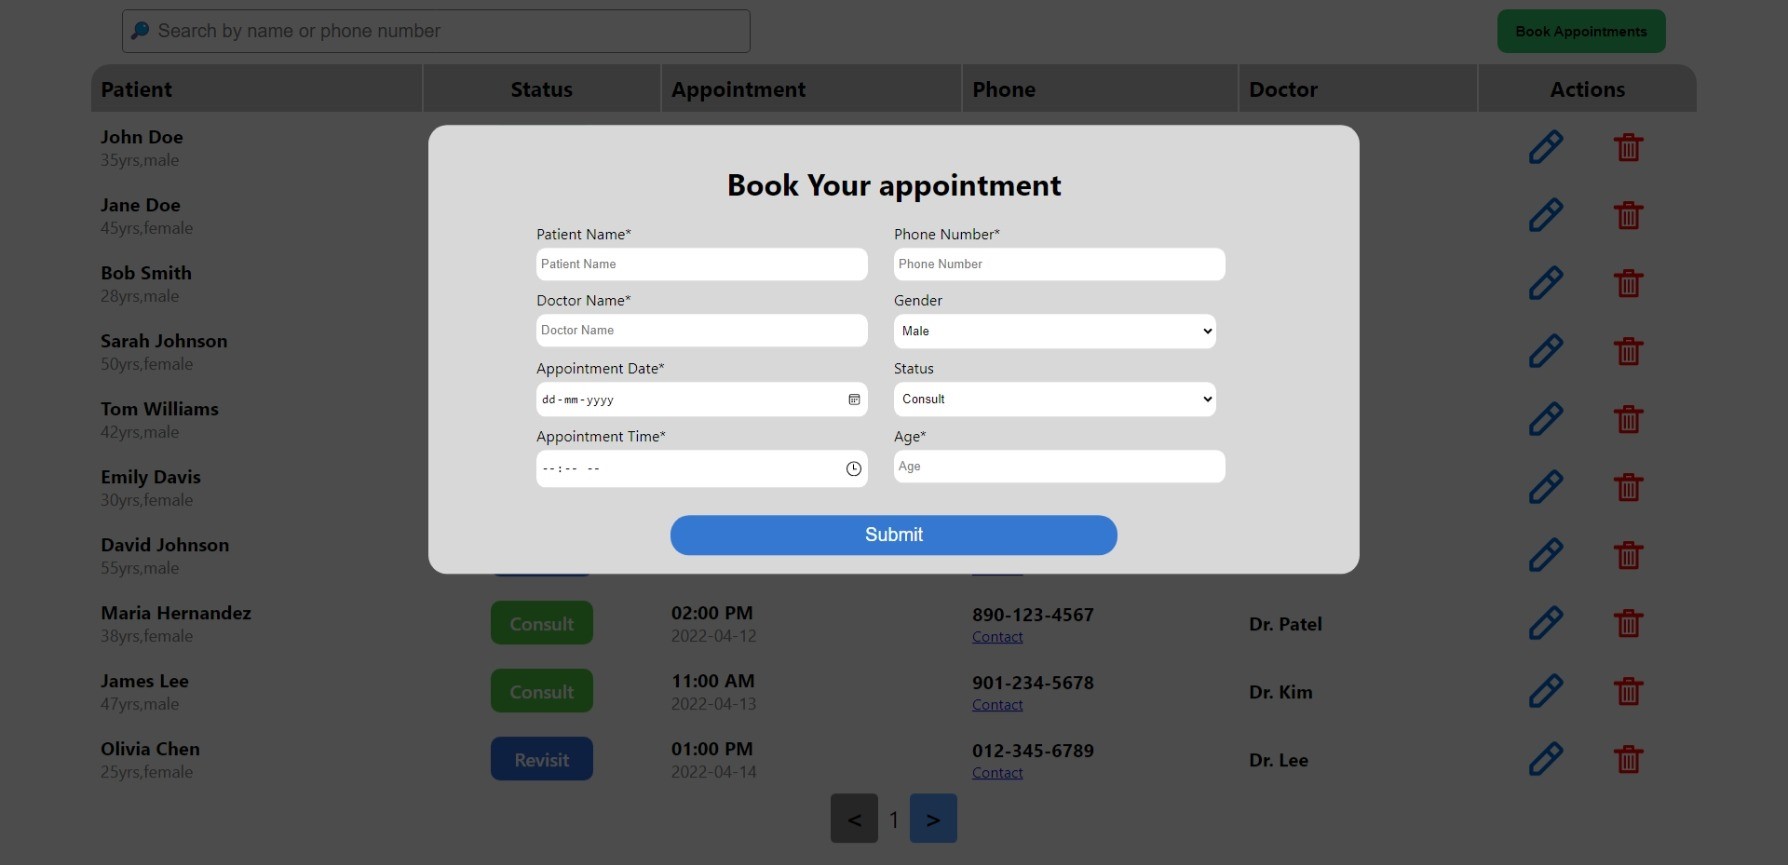 Search by name or phone number
Book Appointments
Patient Status Appointment Phone Doctor Actions
John Doe
35yrs,male
Jane Doe
45yrs,female
Bob Smith
28yrs,male
Sarah Johnson
50yrs,female
Tom Williams
42yrs,male
Emily Davis
30yrs,female
David Johnson
55yrs,male
Book Your appointment
Patient Name* Phone Number*
Patient Name Phone Number
Doctor Name* Gender
Doctor Name Male
Appointment Date* Status
dd-mm-yyyy Consult
Appointment Time* Age*
--:-- -- Age
Submit
Maria Hernandez Consult 02:00 PM 890-123-4567 Dr. Patel
38yrs,female 2022-04-12 Contact
James Lee Consult 11:00 AM 901-234-5678 Dr. Kim
47yrs,male 2022-04-13 Contact
Olivia Chen Revisit 01:00 PM 012-345-6789 Dr. Lee
25yrs,female 2022-04-14 Contact
< 1 >